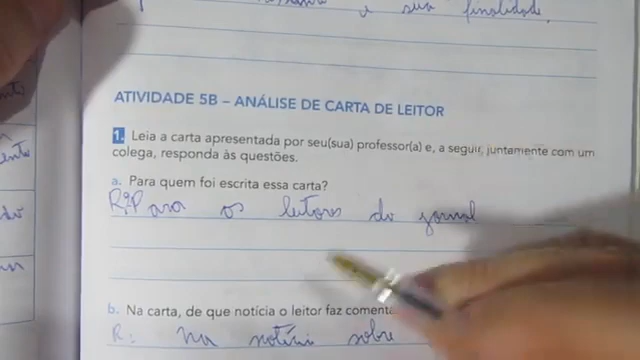 e sua finalidade.
ATIVIDADE 5B – ANÁLISE DE CARTA DE LEITOR
1. Leia a carta apresentada por seu(sua) professor(a) e, a seguir, juntamente com um
colega, responda às questões.
a. Para quem foi escrita essa carta?
R: Para os leitores do jornal
b. Na carta, de que notícia o leitor faz
R: na sobre